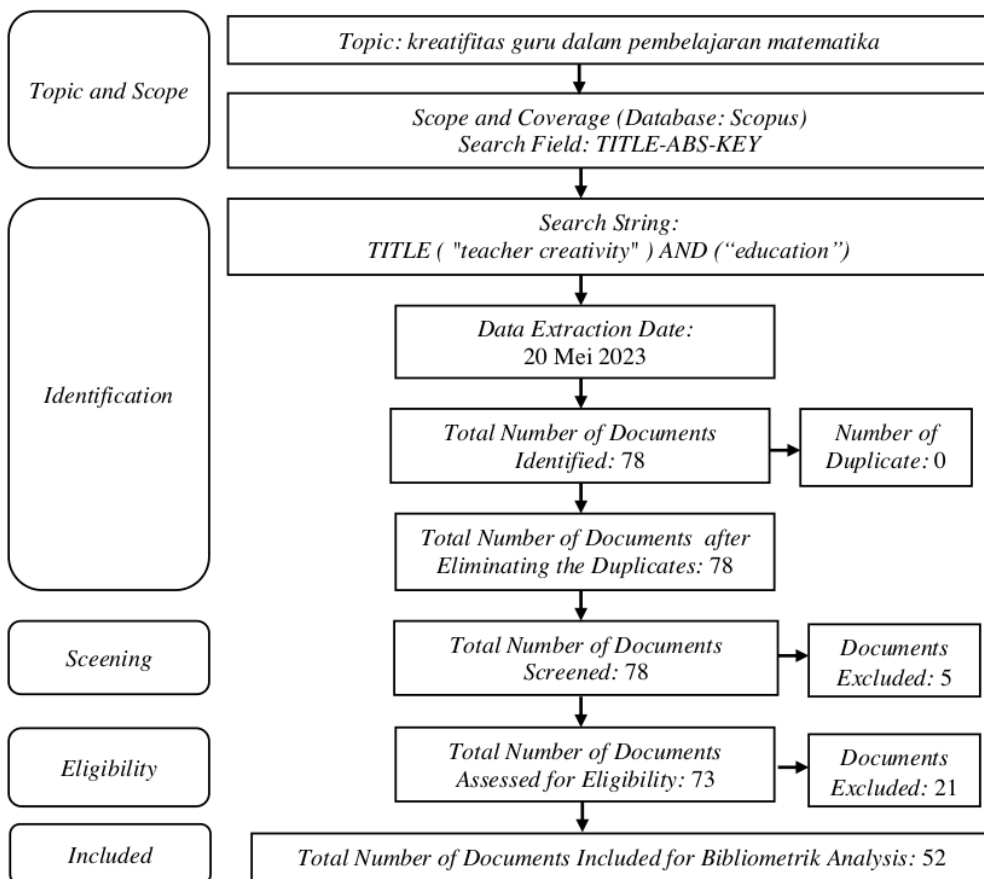 Topic and Scope
Topic: kreatifitas guru dalam pembelajaran matematika
Scope and Coverage (Database: Scopus)
Search Field: TITLE-ABS-KEY
Identification
Search String:
TITLE ( "teacher creativity" ) AND (“education”)
Data Extraction Date:
20 Mei 2023
Total Number of Documents
Identified: 78
Number of
Duplicate: 0
Total Number of Documents after
Eliminating the Duplicates: 78
Sceening
Total Number of Documents
Screened: 78
Documents
Excluded: 5
Eligibility
Total Number of Documents
Assessed for Eligibility: 73
Documents
Excluded: 21
Included
Total Number of Documents Included for Bibliometrik Analysis: 52